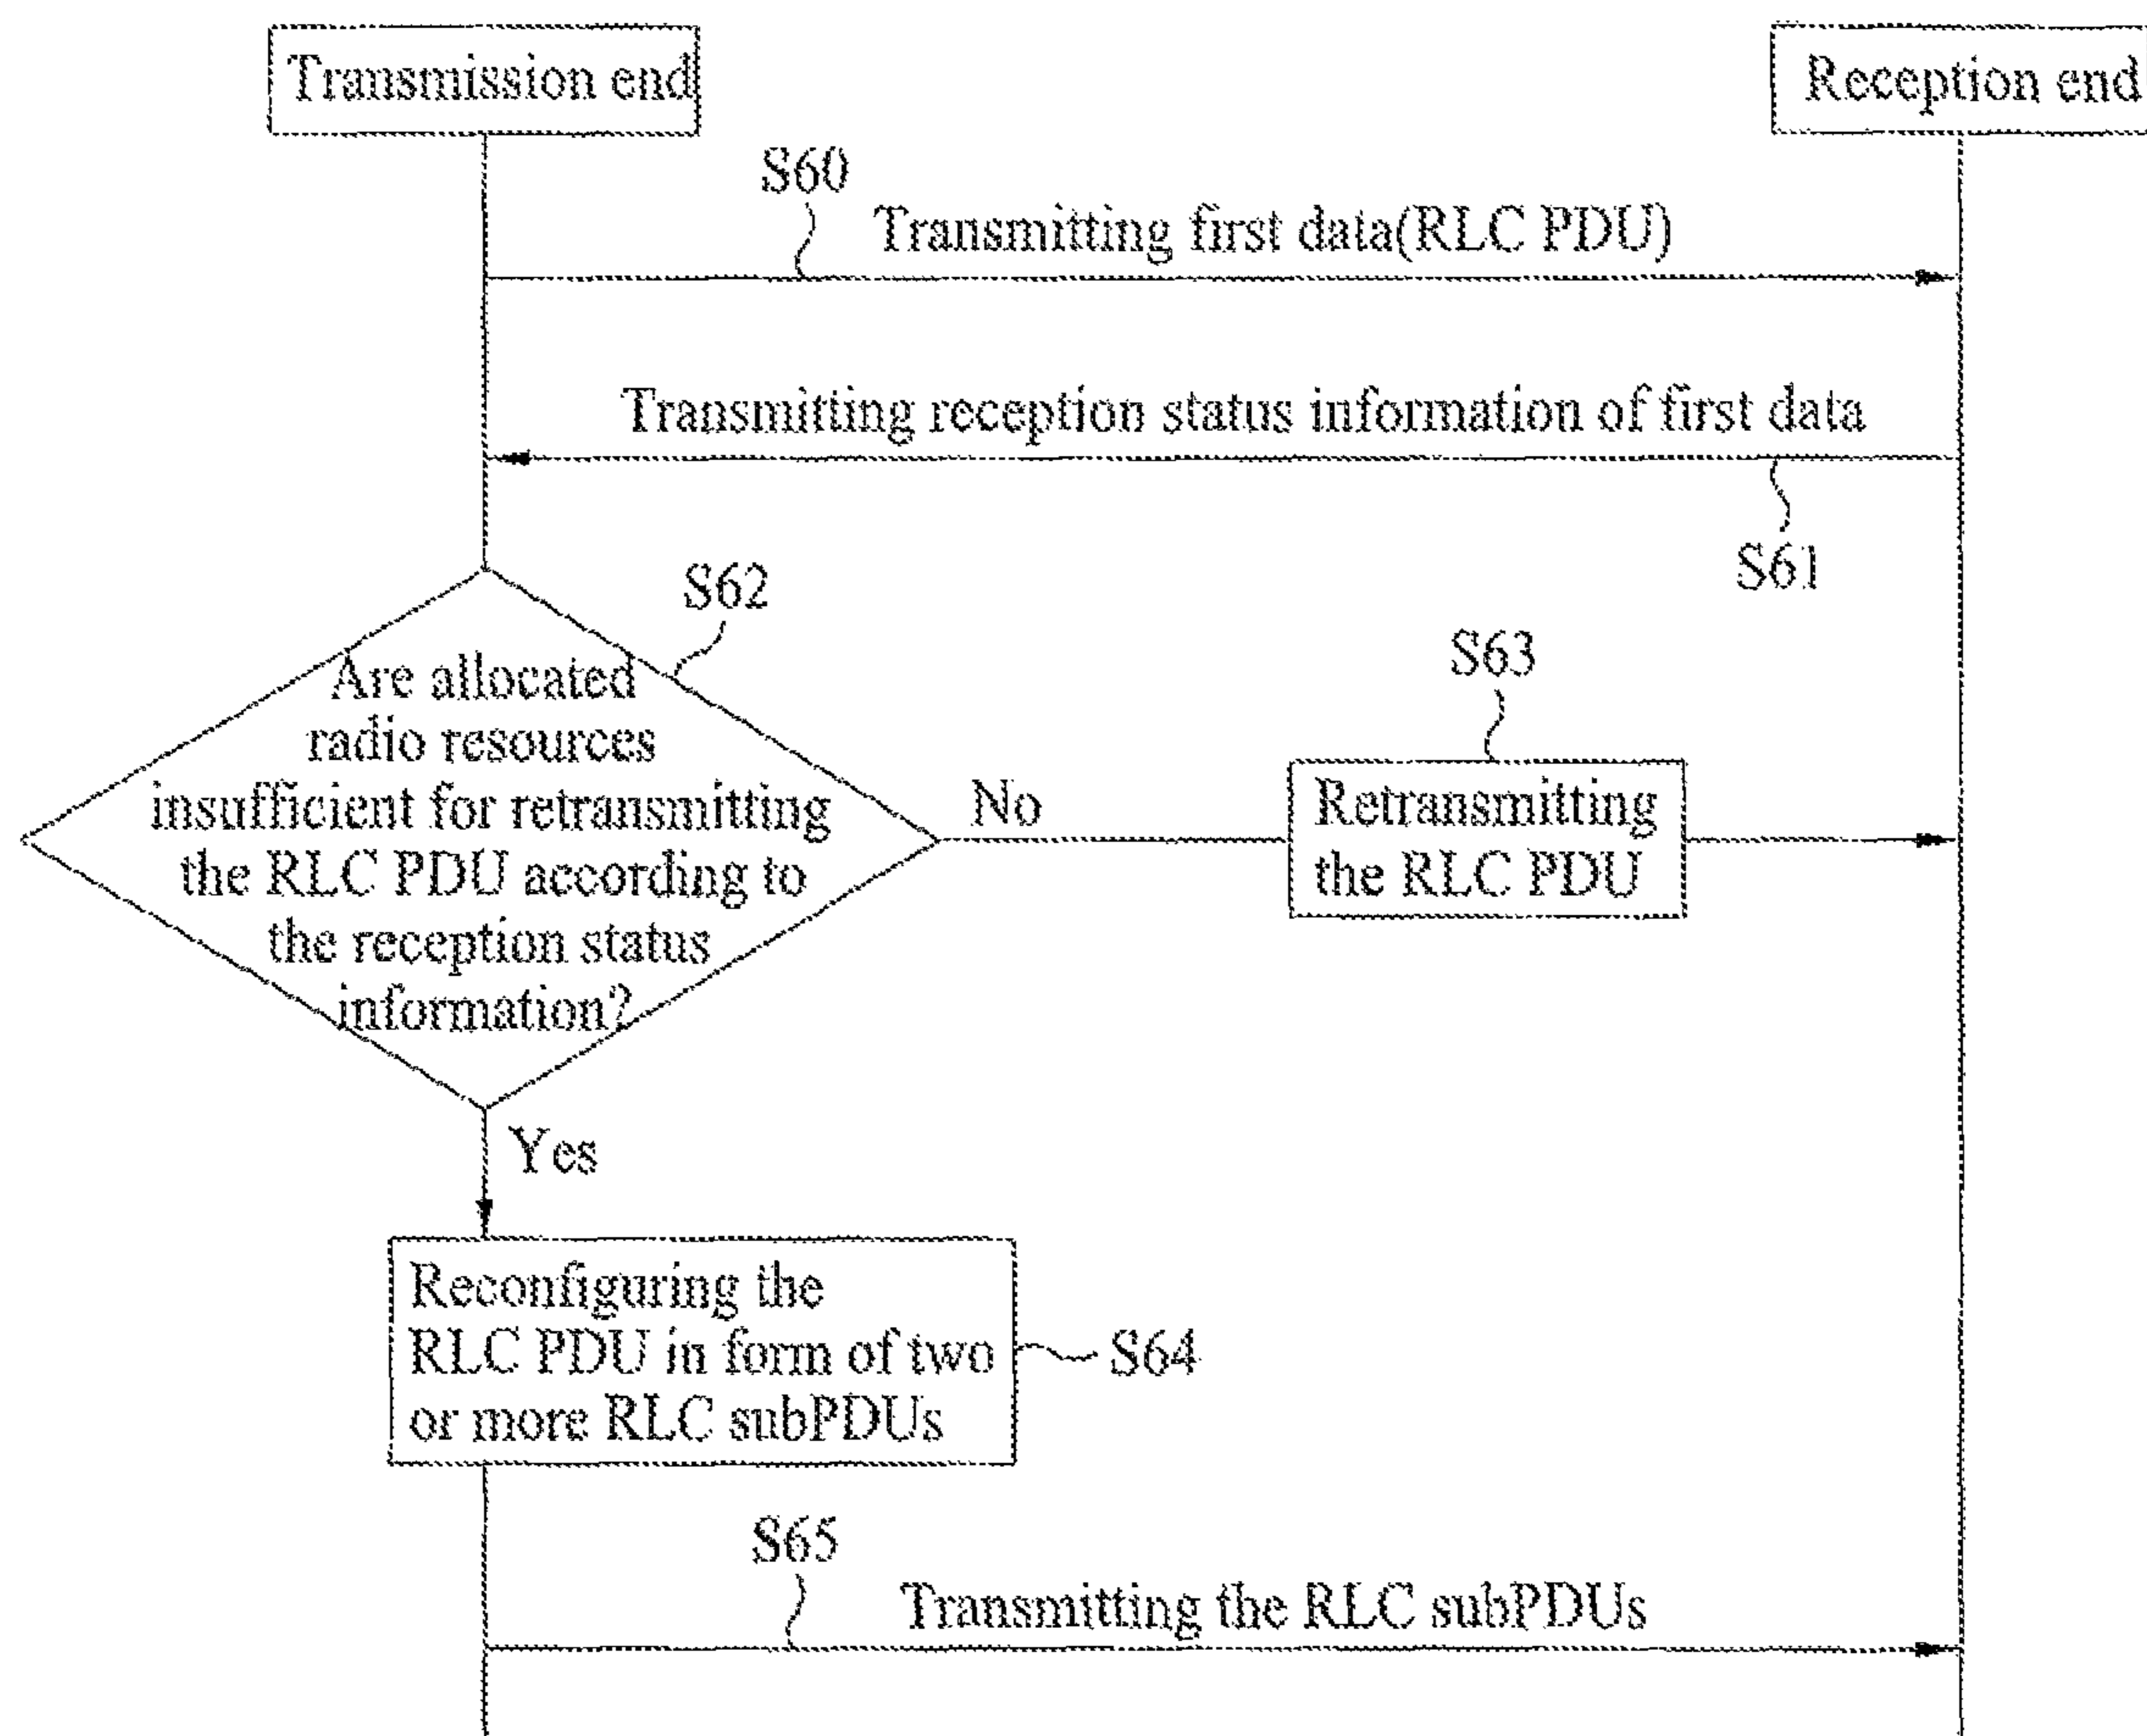 Transmission end
Reception end
S60
Transmitting first data(RLC PDU)
Transmitting reception status information of first data
S61
S62
Are allocated
radio resources
insufficient for retransmitting
the RLC PDU according to
the reception status
information?
No
S63
Retransmitting
the RLC PDU
Yes
Reconfiguring the
RLC PDU in form of two
or more RLC subPDUs
S64
S65
Transmitting the RLC subPDUs